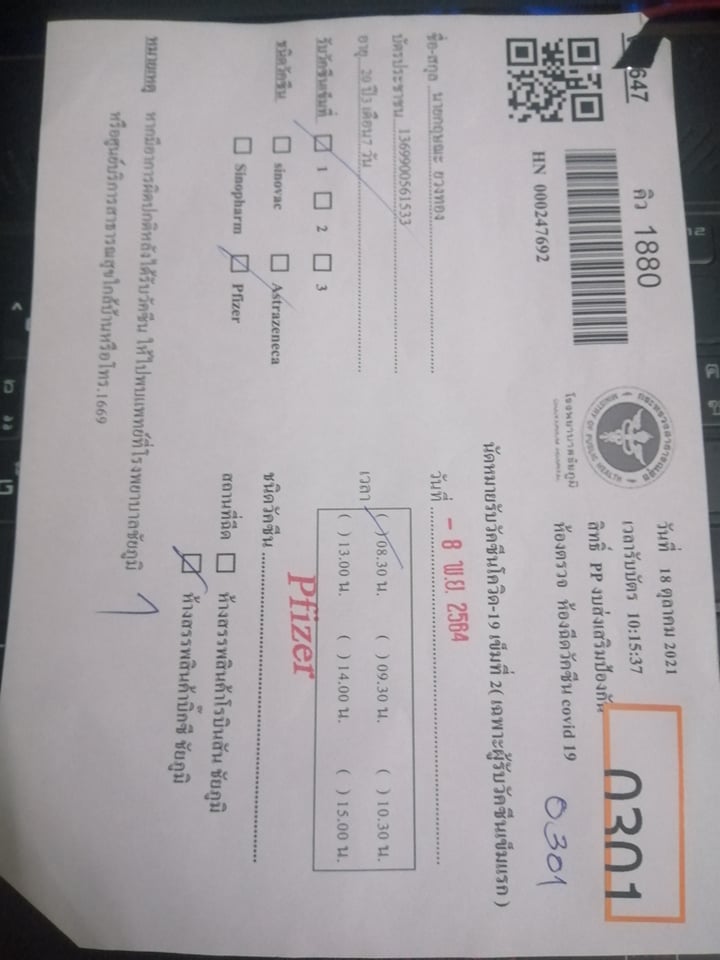 647
คิว 1880
HN 000247692
ชื่อ-สกุล นายกฤษณะ ยวงทอง
บัตรประชาชน 1369900561533
อายุ 20 ปี3 เดือน7 วัน
รับวัคซีนเข็มที่ 1 2 3
ชนิดวัคซีน sinovac Astrazeneca
Sinopharm Pfizer
MINISTRY OF PUBLIC HEALTH
โรงพยาบาลชัยภูมิ
CHAIYAPHUM HOSPITAL
วันที่ 18 ตุลาคม 2021
เวลารับบัตร 10:15:37
สิทธิ์ PP งบส่งเสริมป้องกัน
ห้องตรวจ ห้องฉีดวัคซีน covid 19
0301
0301
นัดหมายรับวัคซีนโควิด-19 เข็มที่ 2( เฉพาะผู้รับวัคซีนเข็มแรก )
วันที่ - 8 พ.ย. 2564
เวลา ( )08.30 น. ( )09.30 น. ( )10.30 น.
( )13.00 น. ( )14.00 น. ( )15.00 น.
ชนิดวัคซีน Pfizer
สถานที่ฉีด ห้างสรรพสินค้าโรบินสัน ชัยภูมิ
ห้างสรรพสินค้าบิ๊กซี ชัยภูมิ
หมายเหตุ หากมีอาการผิดปกติหลังได้รับวัคซีน ให้ไปพบแพทย์ที่โรงพยาบาลชัยภูมิ
หรือศูนย์บริการสาธารณสุขใกล้บ้านหรือโทร.1669